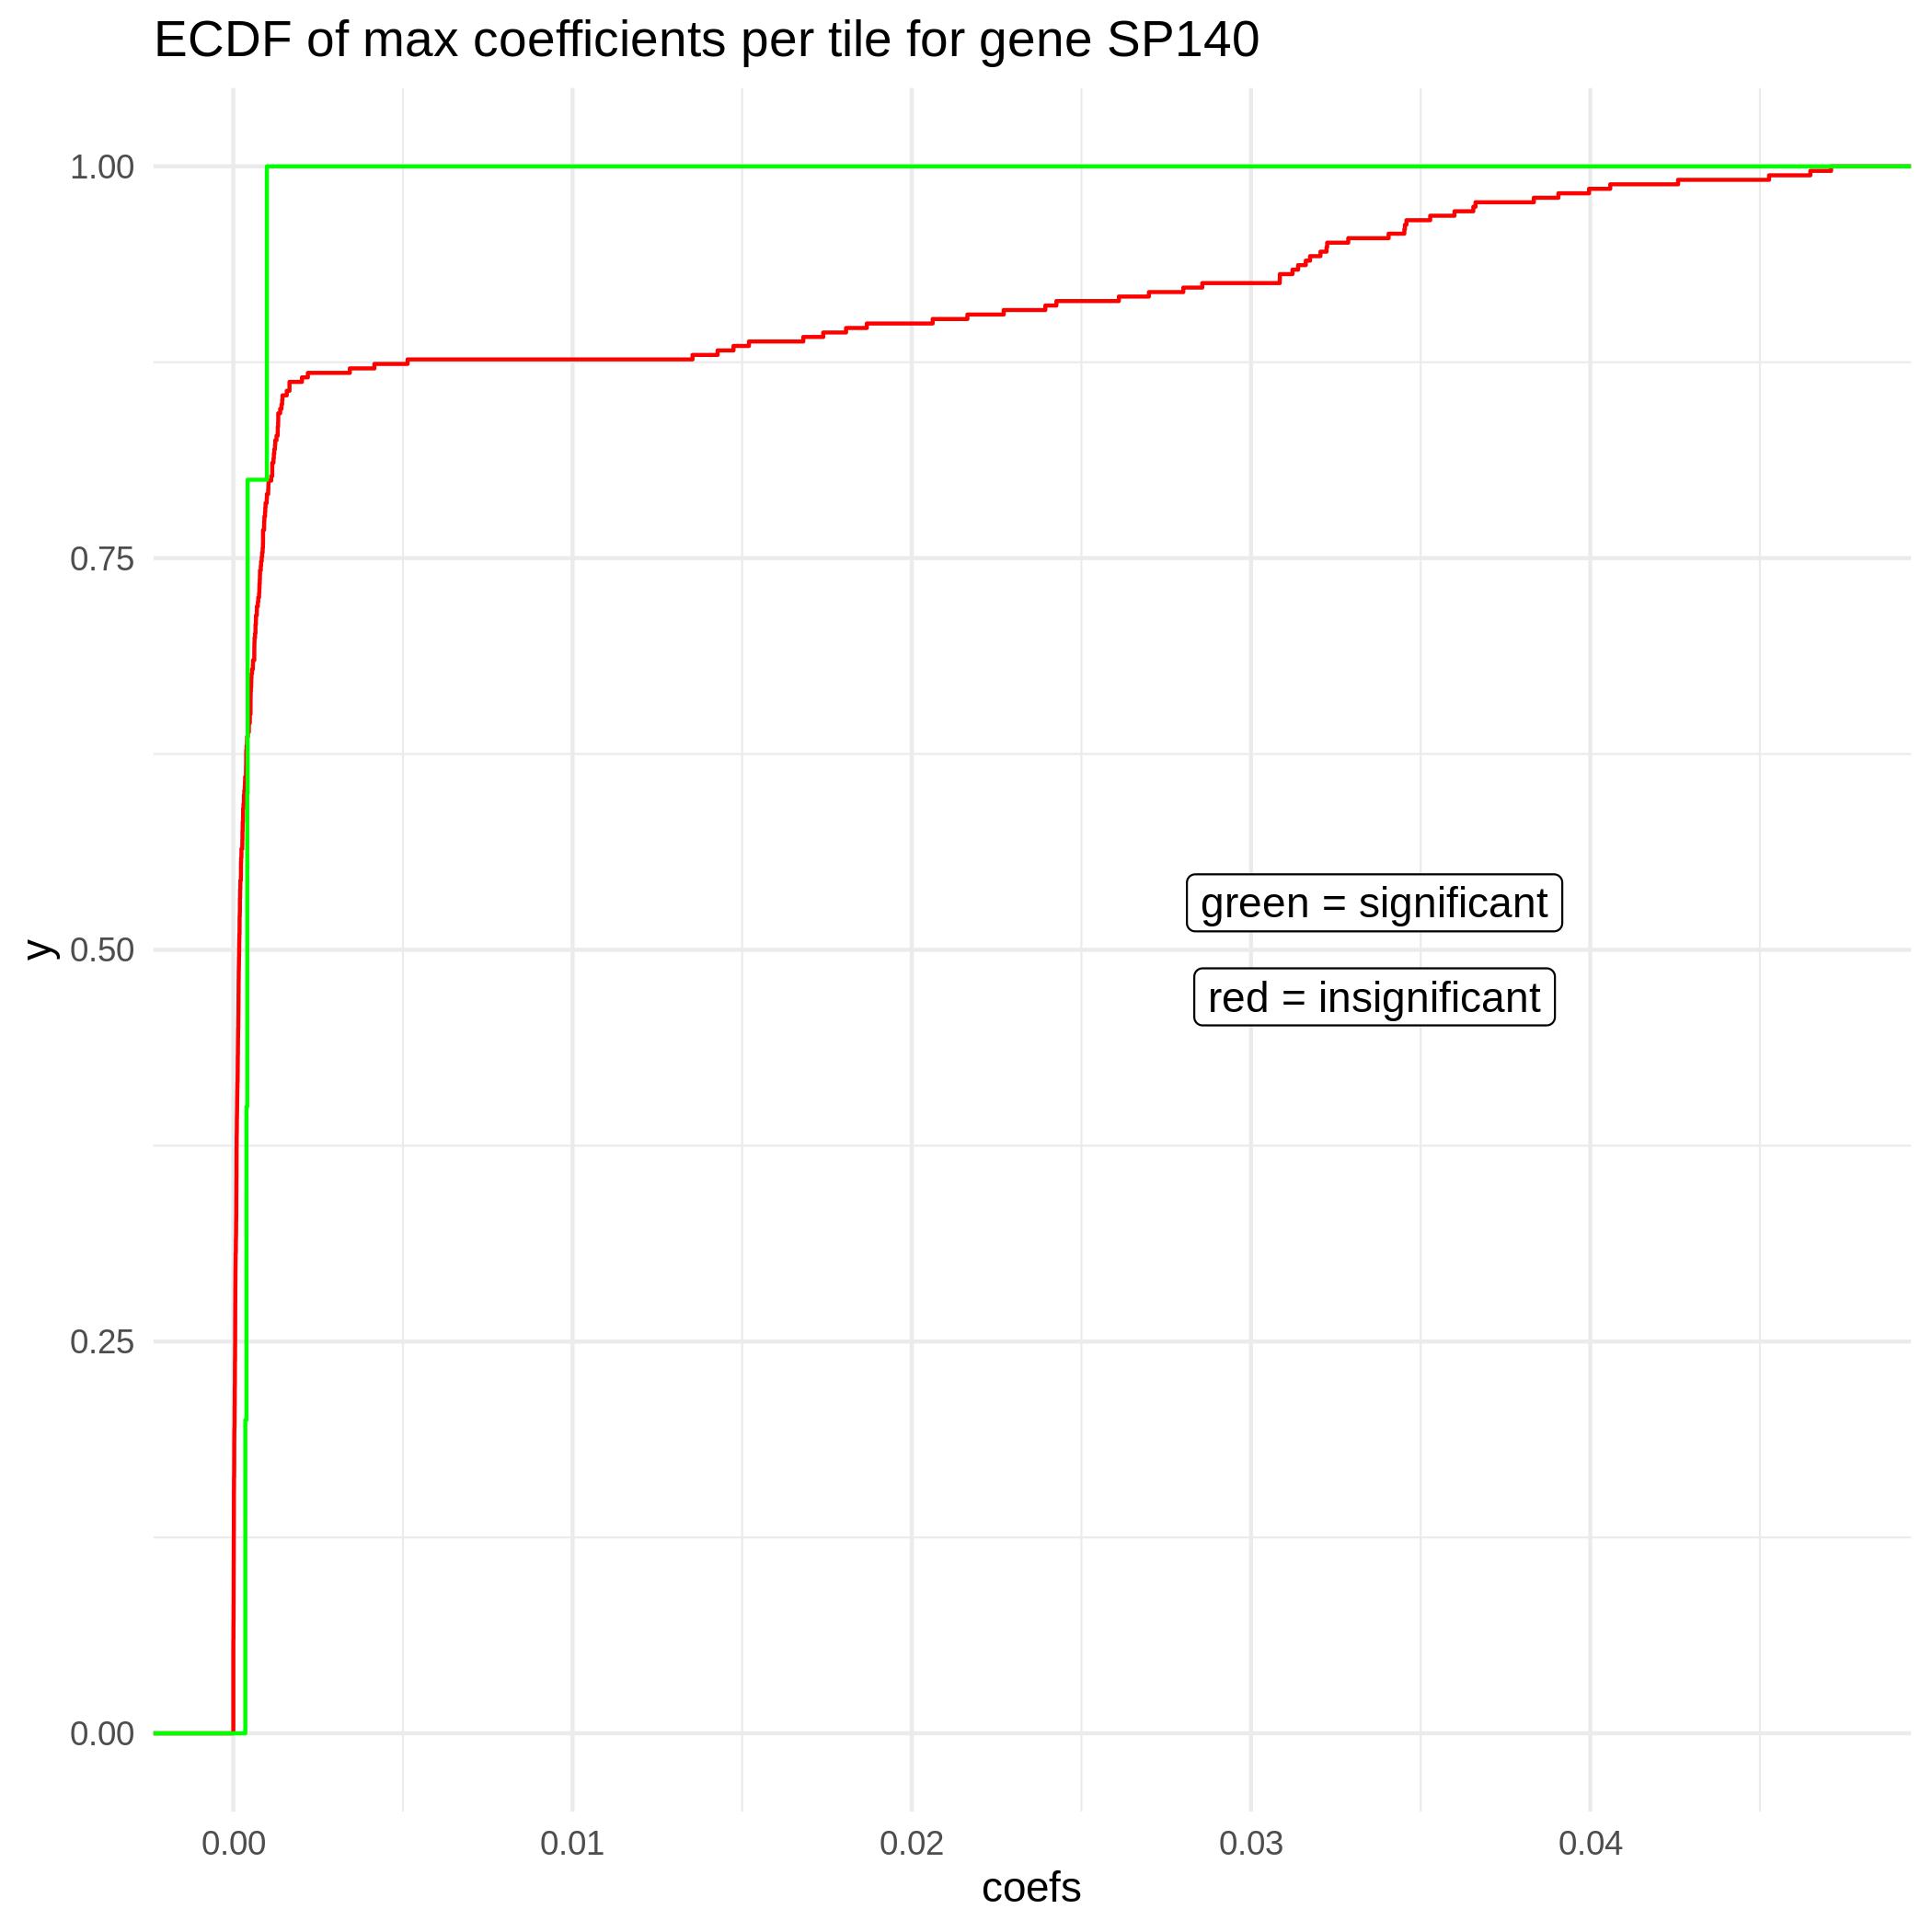 ECDF of max coefficients per tile for gene SP140
1.00
0.75
0.50
0.25
0.00
y
green = significant
red = insignificant
0.00 0.01 0.02 0.03 0.04
coefs